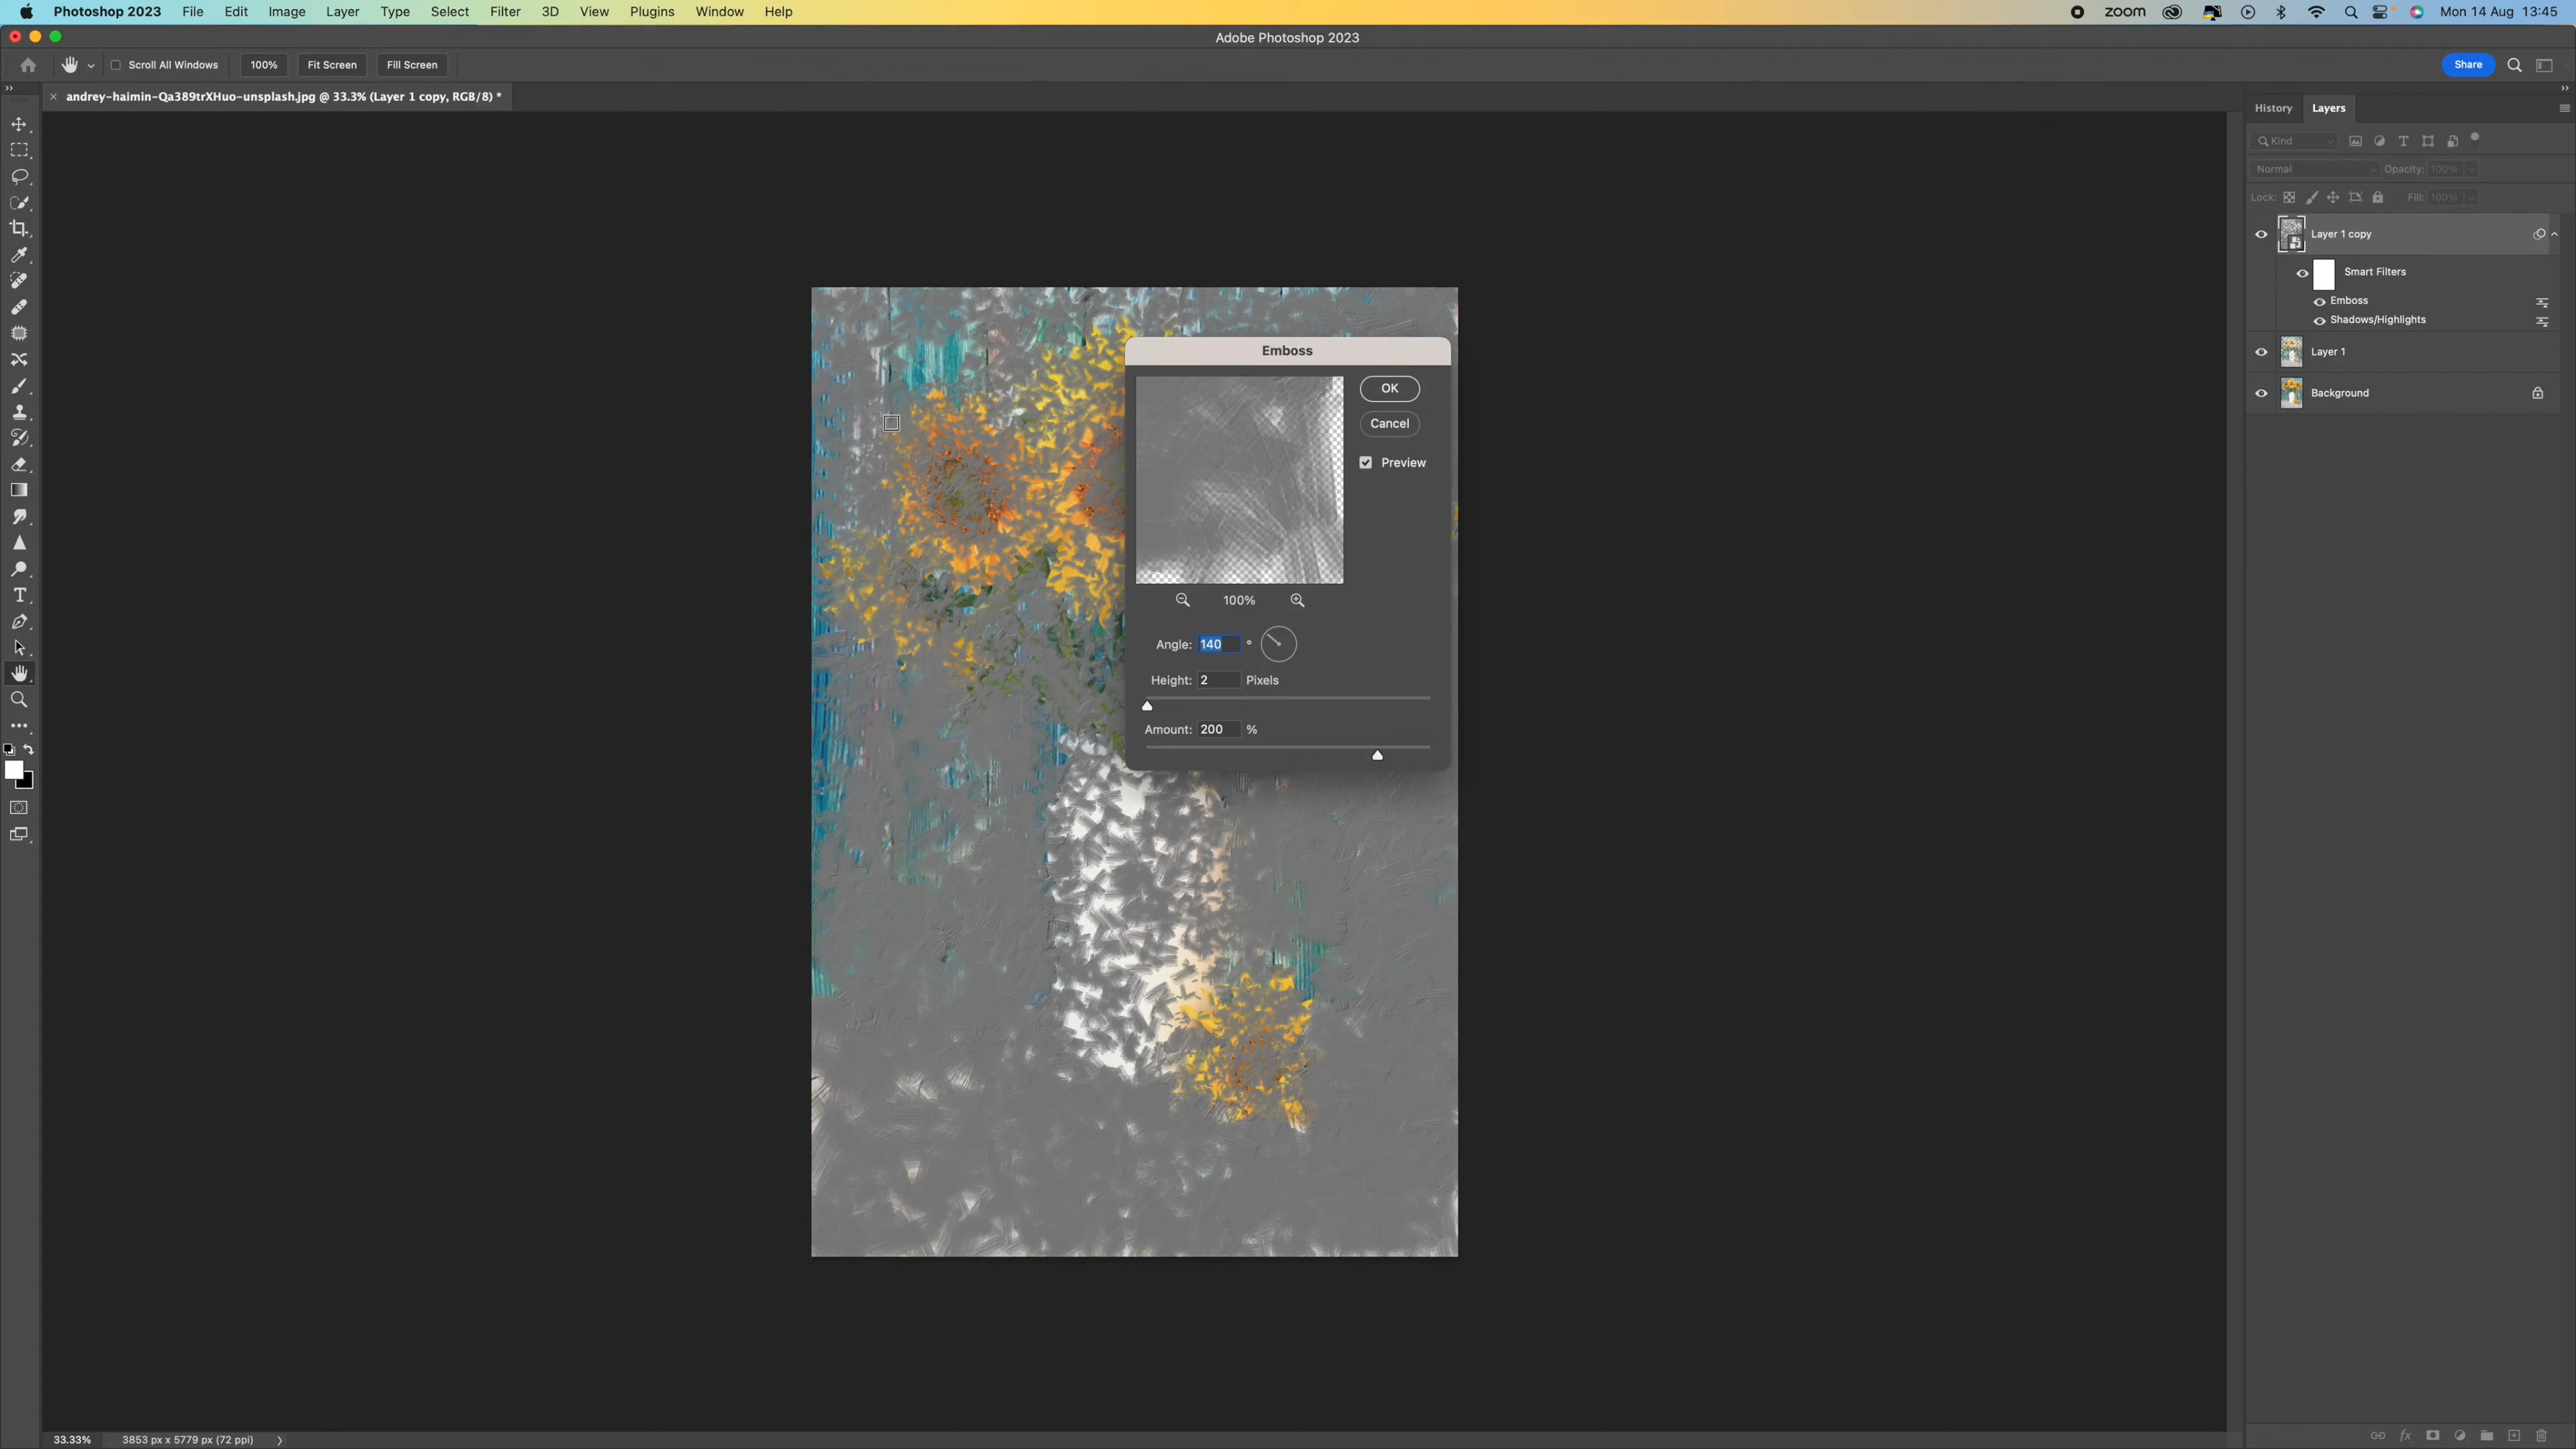 Photoshop 2023 File Edit Image Layer Type Select Filter 3D View Plugins Window Help zoom Mon 14 Aug 13:45
Adobe Photoshop 2023
Scroll All Windows 100% Fit Screen Fill Screen Share
andrey-haimin-Qa389trXHuo-unsplash.jpg @ 33.3% (Layer 1 copy, RGB/8) *
History Layers
Kind
Normal Opacity: 100%
Lock: Fill: 100%
Layer 1 copy
Smart Filters
Emboss
Shadows/Highlights
Layer 1
Background
Emboss
OK
Cancel
Preview
100%
Angle: 140 °
Height: 2 Pixels
Amount: 200 %
33.33% 3853 px x 5779 px (72 ppi)